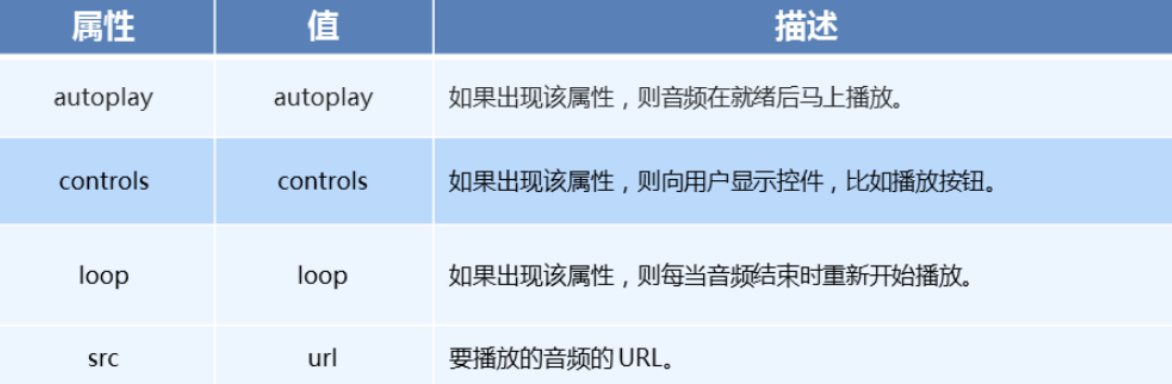 属性 值 描述
autoplay autoplay 如果出现该属性，则音频在就绪后马上播放。
controls controls 如果出现该属性，则向用户显示控件，比如播放按钮。
loop loop 如果出现该属性，则每当音频结束时重新开始播放。
src url 要播放的音频的 URL。